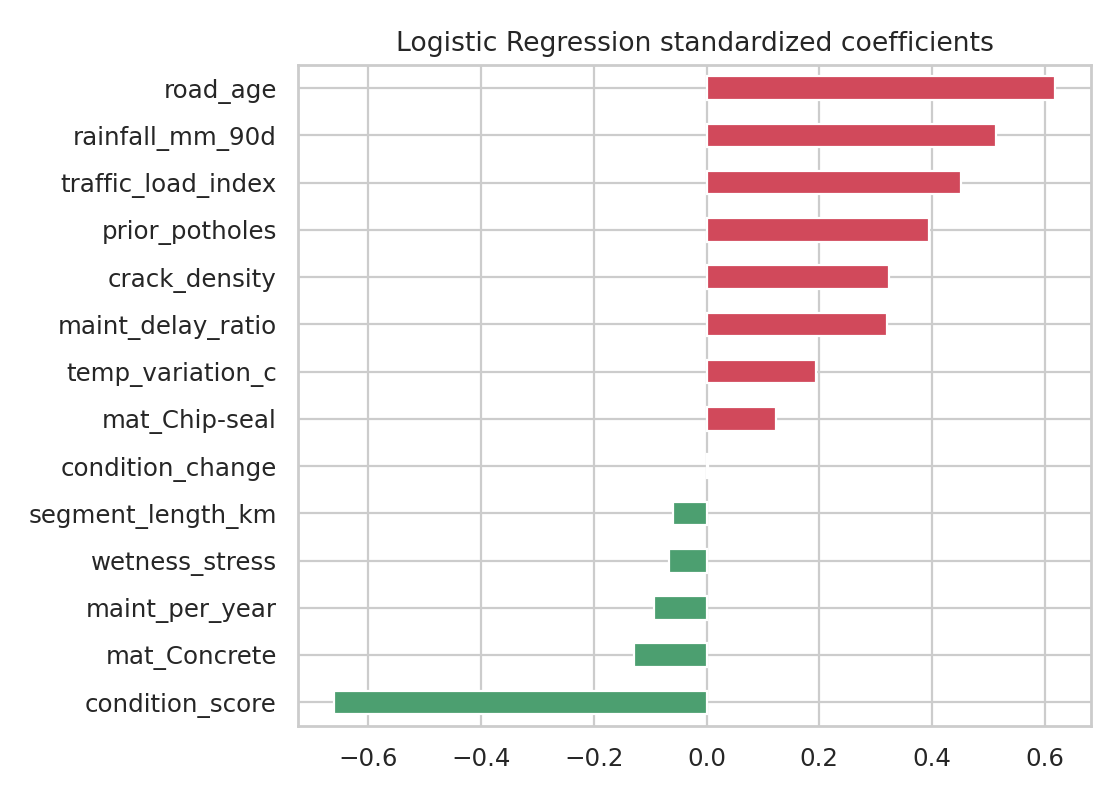 Logistic Regression standardized coefficients
road_age
rainfall_mm_90d
traffic_load_index
prior_potholes
crack_density
maint_delay_ratio
temp_variation_c
mat_Chip-seal
condition_change
segment_length_km
wetness_stress
maint_per_year
mat_Concrete
condition_score
−0.6 −0.4 −0.2 0.0 0.2 0.4 0.6